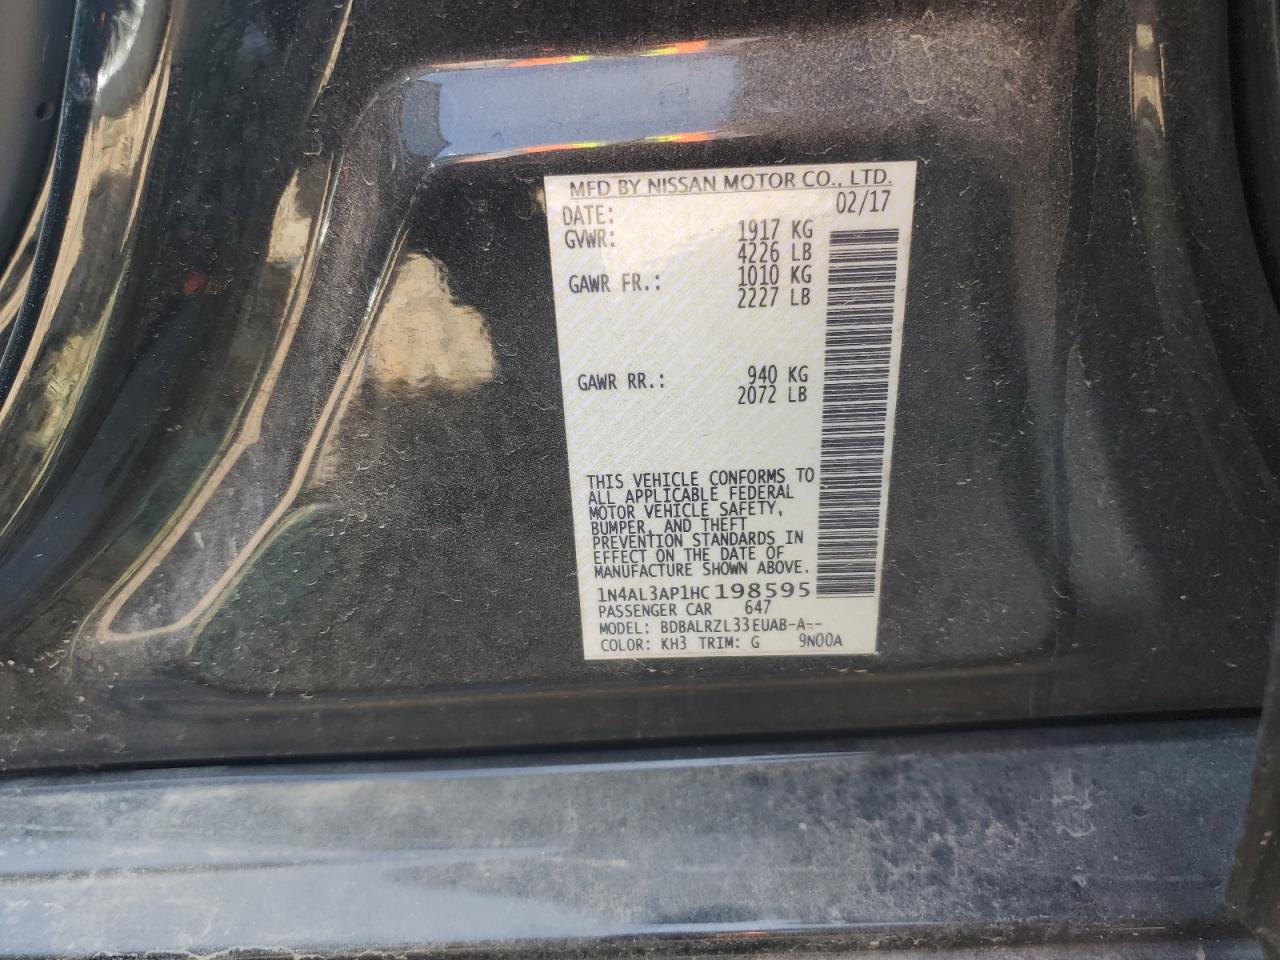 MFD BY NISSAN MOTOR CO., LTD.
DATE: 02/17
GVWR: 1917 KG
4226 LB
GAWR FR.: 1010 KG
2227 LB
GAWR RR.: 940 KG
2072 LB
THIS VEHICLE CONFORMS TO
ALL APPLICABLE FEDERAL
MOTOR VEHICLE SAFETY,
BUMPER, AND THEFT
PREVENTION STANDARDS IN
EFFECT ON THE DATE OF
MANUFACTURE SHOWN ABOVE.
1N4AL3AP1HC198595
PASSENGER CAR 647
MODEL: BDBALRZL33EUAB-A--
COLOR: KH3 TRIM: G 9N00A